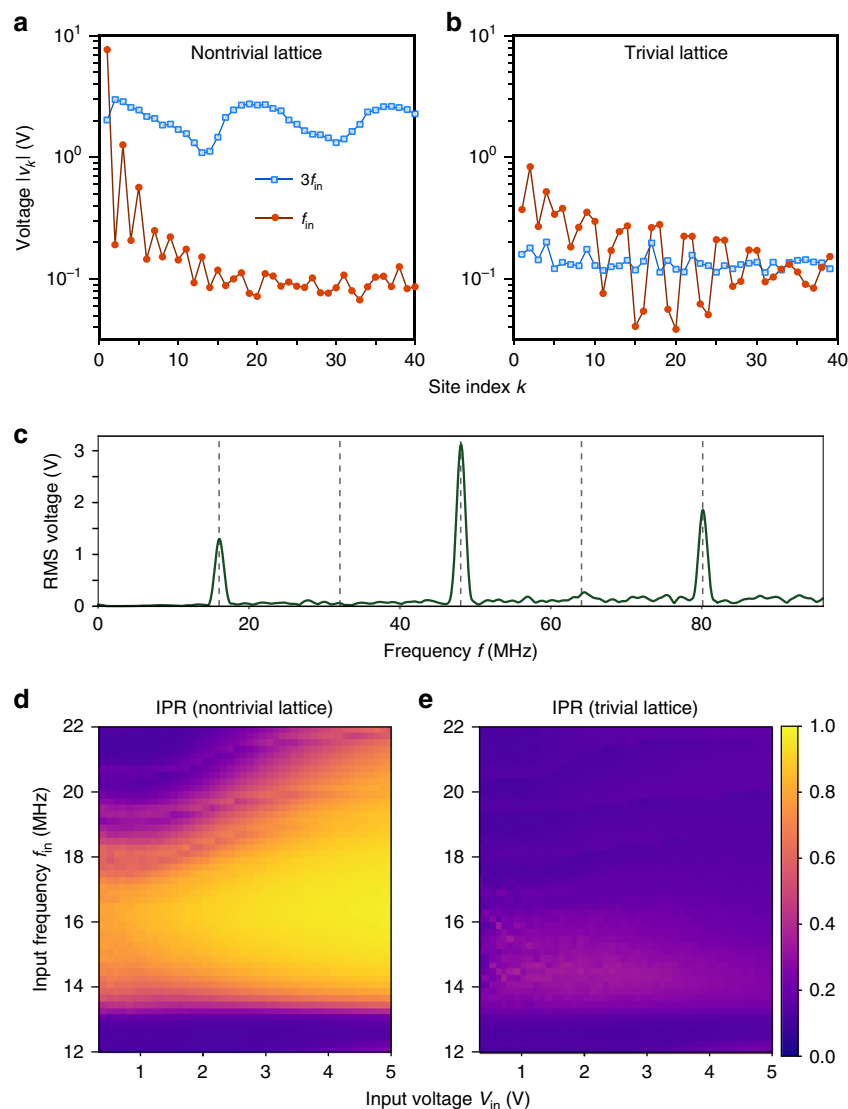 a
b
Nontrivial lattice
Trivial lattice
Voltage |v_k| (V)
10^1
10^0
10^−1
3f_in
f_in
10^1
10^0
10^−1
0 10 20 30 40
0 10 20 30 40
Site index k
c
RMS voltage (V)
3
2
1
0
0 20 40 60 80
Frequency f (MHz)
d
IPR (nontrivial lattice)
e
IPR (trivial lattice)
Input frequency f_in (MHz)
22
20
18
16
14
12
22
20
18
16
14
12
1.0
0.8
0.6
0.4
0.2
0.0
1 2 3 4 5
1 2 3 4 5
Input voltage V_in (V)